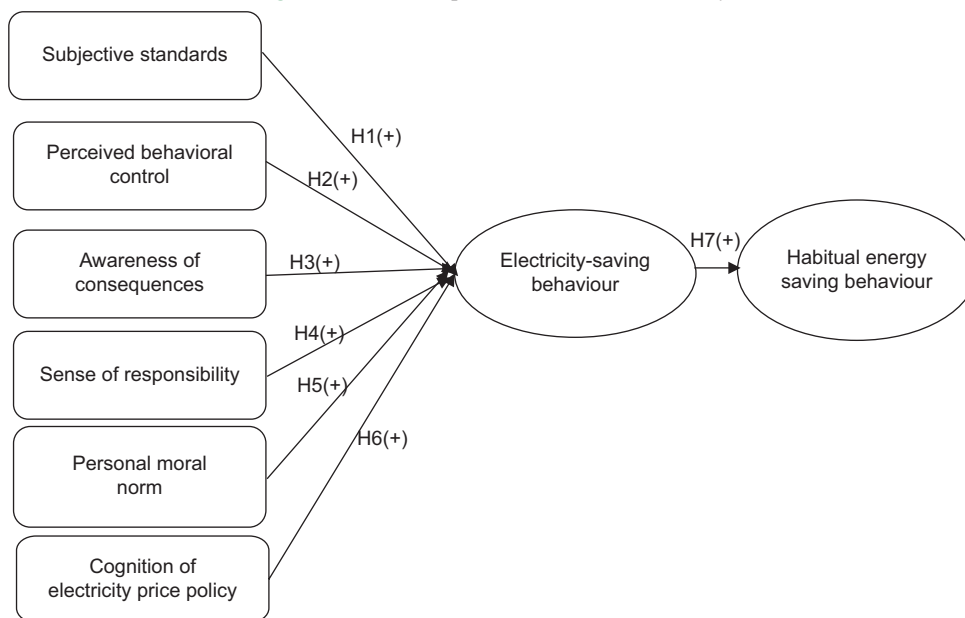 Subjective standards
H1(+)
Perceived behavioral
control
H2(+)
Awareness of
consequences
H3(+)
Electricity-saving
behaviour
H7(+)
Habitual energy
saving behaviour
Sense of responsibility
H4(+)
H5(+)
Personal moral
norm
H6(+)
Cognition of
electricity price policy